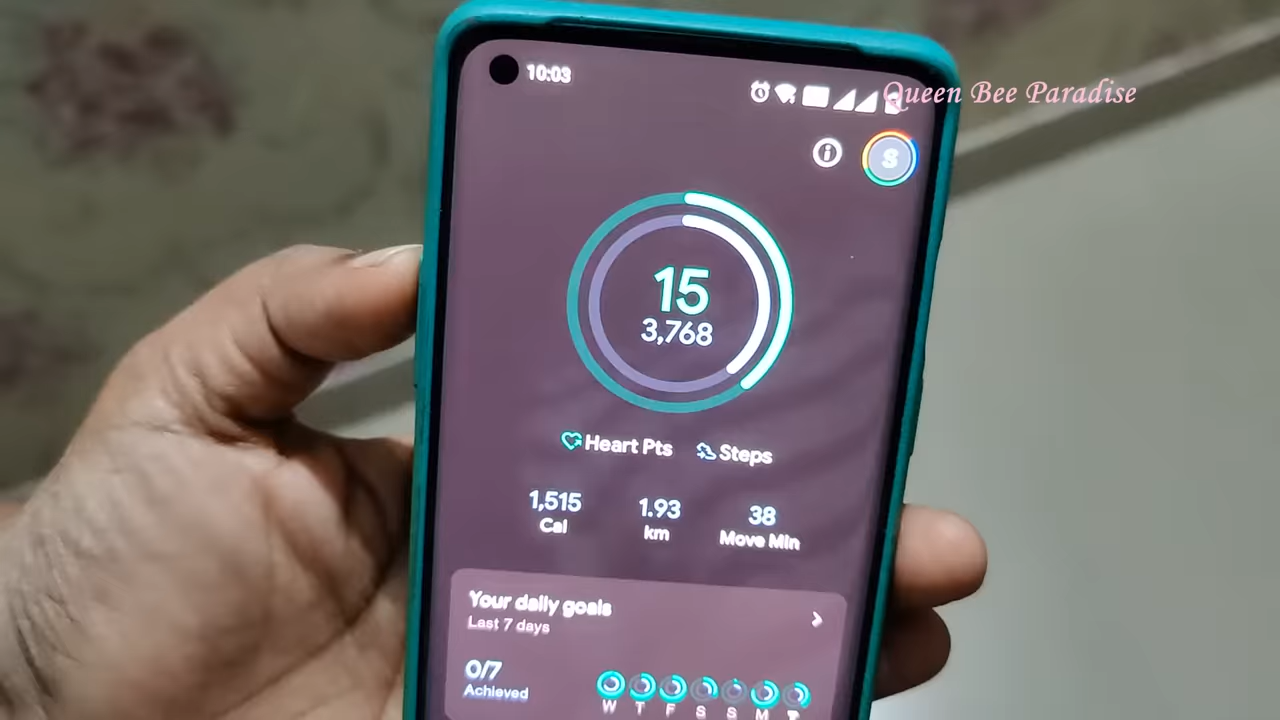 10:03
Queen Bee Paradise
S
15
3,768
Heart Pts Steps
1,515 1.93 38
Cal km Move Min
Your daily goals
Last 7 days
0/7
Achieved
W T F S S M T